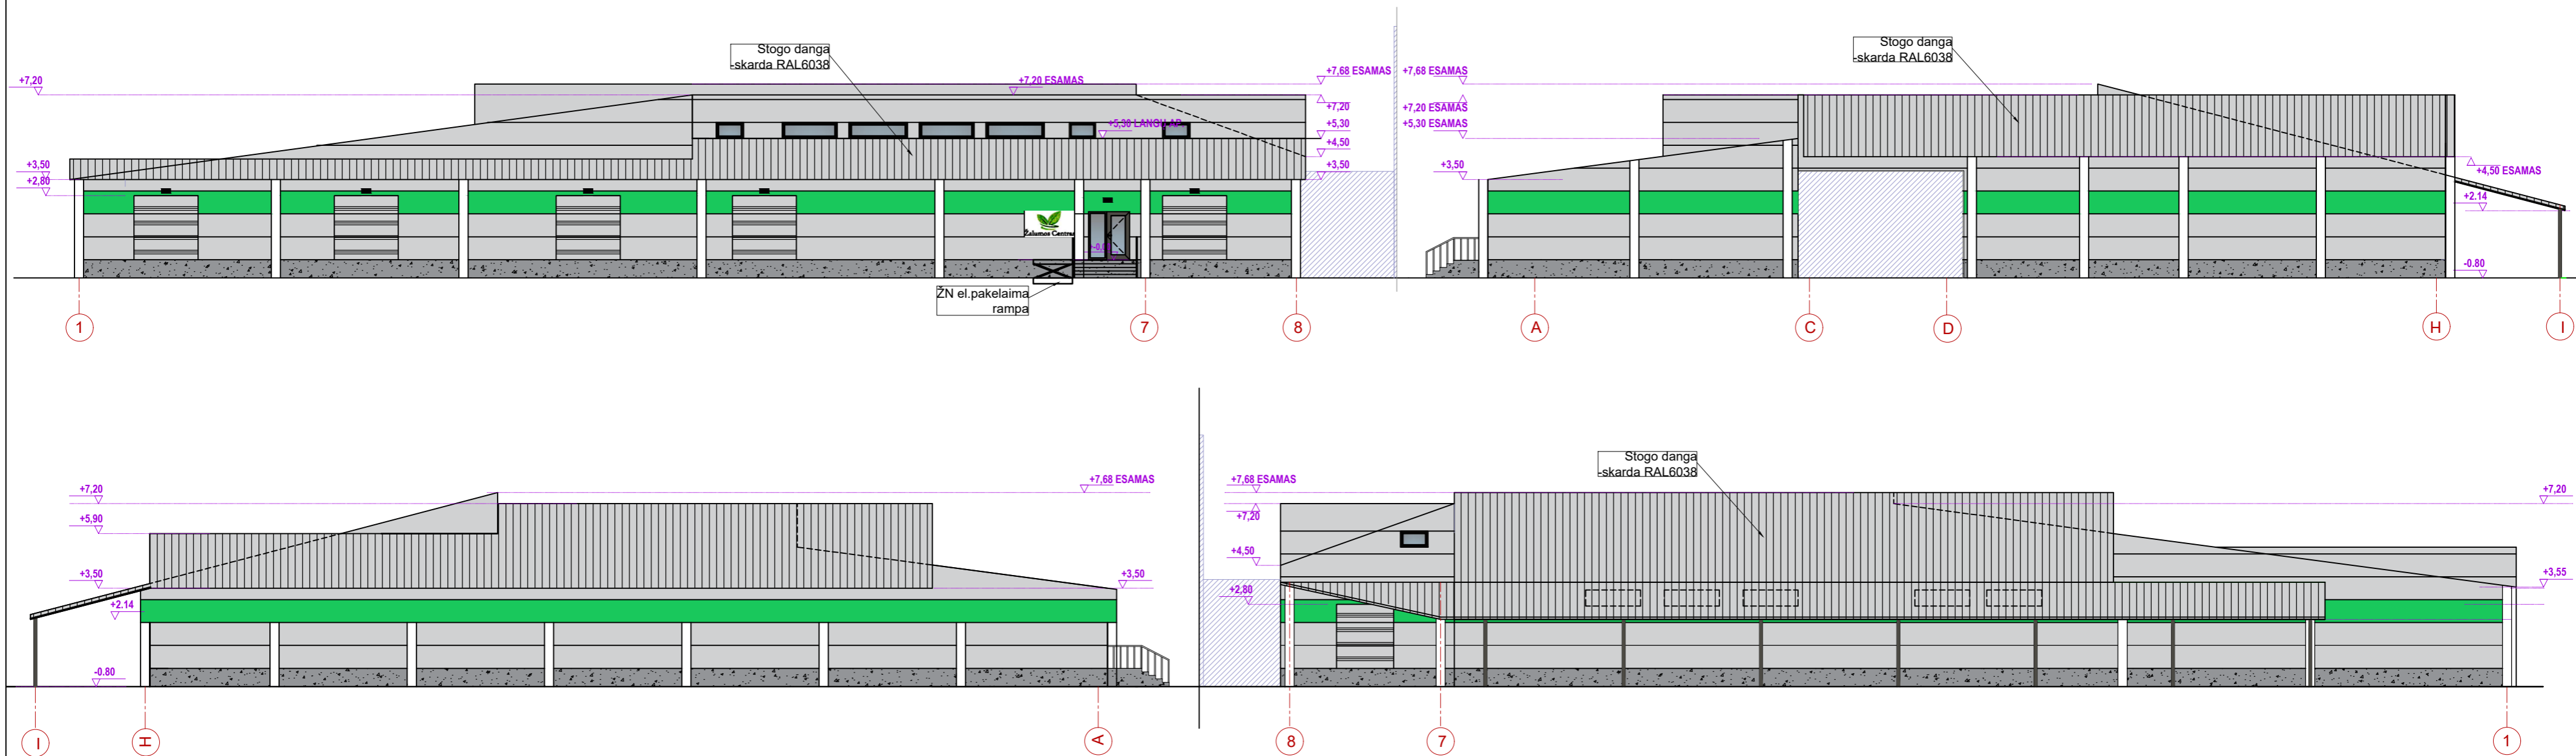 Stogo danga
-skarda RAL6038
Stogo danga
-skarda RAL6038
+7,20
+7,20 ESAMAS
+7,68 ESAMAS
+7,68 ESAMAS
+7,20
+7,20 ESAMAS
+5,30
+5,30 ESAMAS
+4,50
+3,50
+2,80
+3,50
+3,50
+4,50 ESAMAS
+2.14
-0.80
Žalumos Centras
ŽN el.pakelaima
rampa
1
7
8
A
C
D
H
I
Stogo danga
-skarda RAL6038
+7,20
+7,68 ESAMAS
+7,68 ESAMAS
+7,20
+5,90
+7,20
+4,50
+3,50
+3,50
+3,55
+2,80
+2.14
-0.80
I
H
A
8
7
1